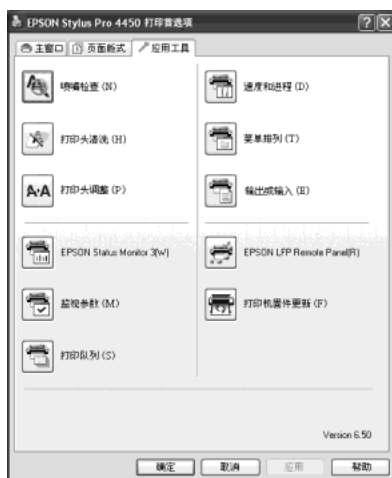 EPSON Stylus Pro 4450 打印首选项
主窗口 页面版式 应用工具
喷嘴检查(N)
速度和进程(D)
打印头清洗(H)
菜单排列(T)
打印头调整(P)
输出或输入(E)
EPSON Status Monitor 3(W)
EPSON LFP Remote Panel(R)
监视参数(M)
打印机固件更新(F)
打印队列(S)
Version 6.50
确定 取消 应用 帮助